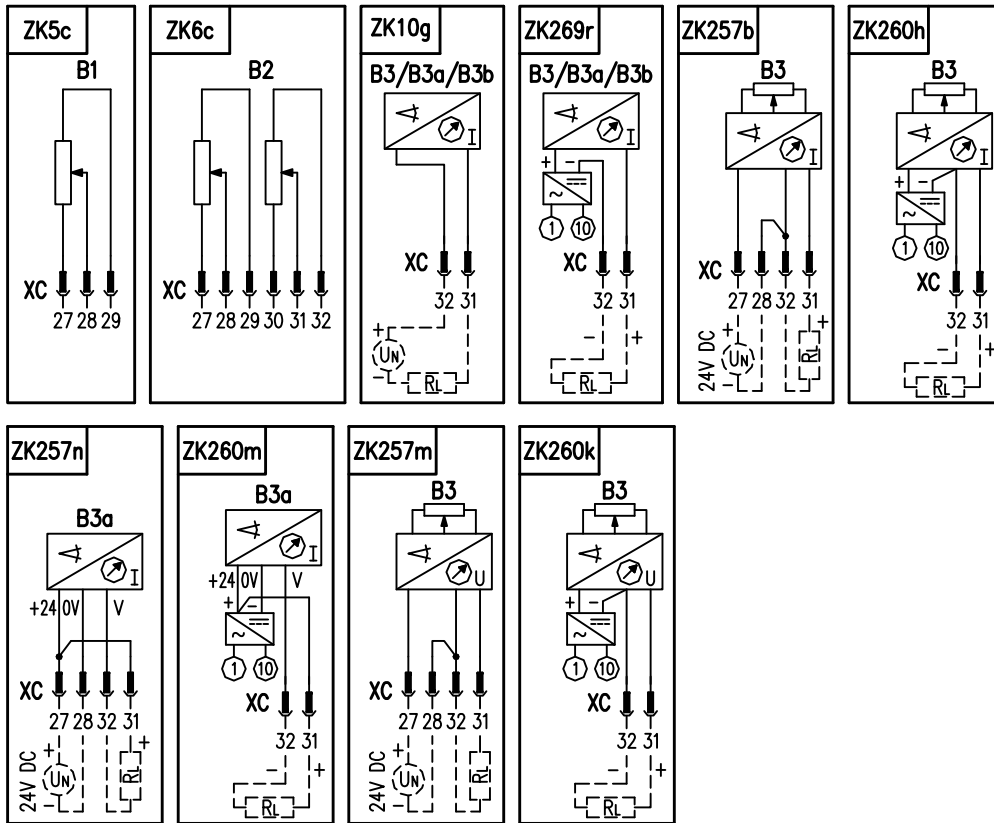 ZK5c
B1
XC
27 28 29
ZK6c
B2
XC
27 28 29 30 31 32
ZK10g
B3/B3a/B3b
I
XC
32 31
+
UN
-
RL
ZK269r
B3/B3a/B3b
I
+ -
~
1 10
XC
32 31
- +
RL
ZK257b
B3
I
XC
27 28 32 31
+ +
24V DC
UN
RL
-
ZK260h
B3
I
+ -
~
1 10
XC
32 31
- +
RL
ZK257n
B3a
I
+24 0V V
XC
27 28 32 31
+ +
24V DC
UN
RL
-
ZK260m
B3a
I
+24 0V V
+ -
~
1 10
XC
32 31
- +
RL
ZK257m
B3
U
XC
27 28 32 31
+
24V DC
UN
RL
-
ZK260k
B3
U
+ -
~
1 10
XC
32 31
- +
RL